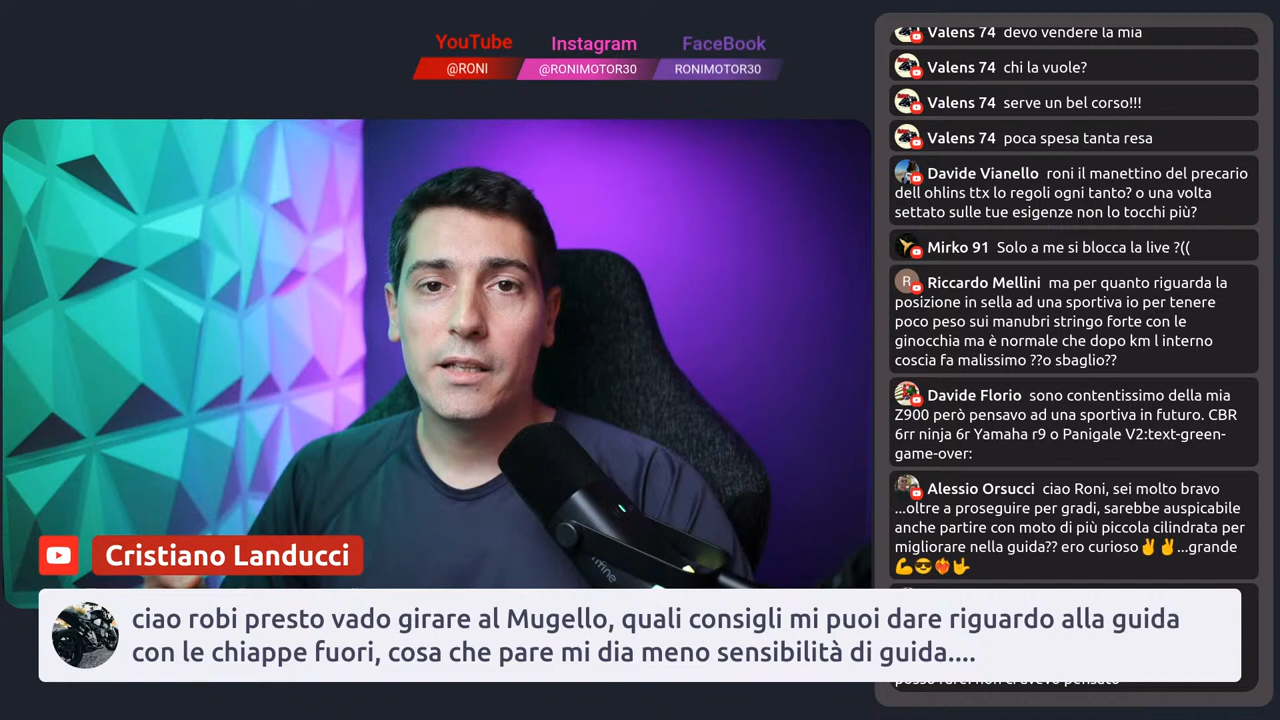 YouTube
Instagram
FaceBook
@RONI
@RONIMOTOR30
RONIMOTOR30
Valens 74 devo vendere la mia
Valens 74 chi la vuole?
Valens 74 serve un bel corso!!!
Valens 74 poca spesa tanta resa
Davide Vianello roni il manettino del precario
dell ohlins ttx lo regoli ogni tanto? o una volta
settato sulle tue esigenze non lo tocchi più?
Mirko 91 Solo a me si blocca la live ?((
R
Riccardo Mellini ma per quanto riguarda la
posizione in sella ad una sportiva io per tenere
poco peso sui manubri stringo forte con le
ginocchia ma è normale che dopo km l interno
coscia fa malissimo ??o sbaglio??
Davide Florio sono contentissimo della mia
Z900 però pensavo ad una sportiva in futuro. CBR
6rr ninja 6r Yamaha r9 o Panigale V2:text-green-
game-over:
Alessio Orsucci ciao Roni, sei molto bravo
...oltre a proseguire per gradi, sarebbe auspicabile
anche partire con moto di più piccola cilindrata per
migliorare nella guida?? ero curioso✌️✌️...grande
💪😎❤️‍🔥🤟
Cristiano Landucci
ciao robi presto vado girare al Mugello, quali consigli mi puoi dare riguardo alla guida
con le chiappe fuori, cosa che pare mi dia meno sensibilità di guida....